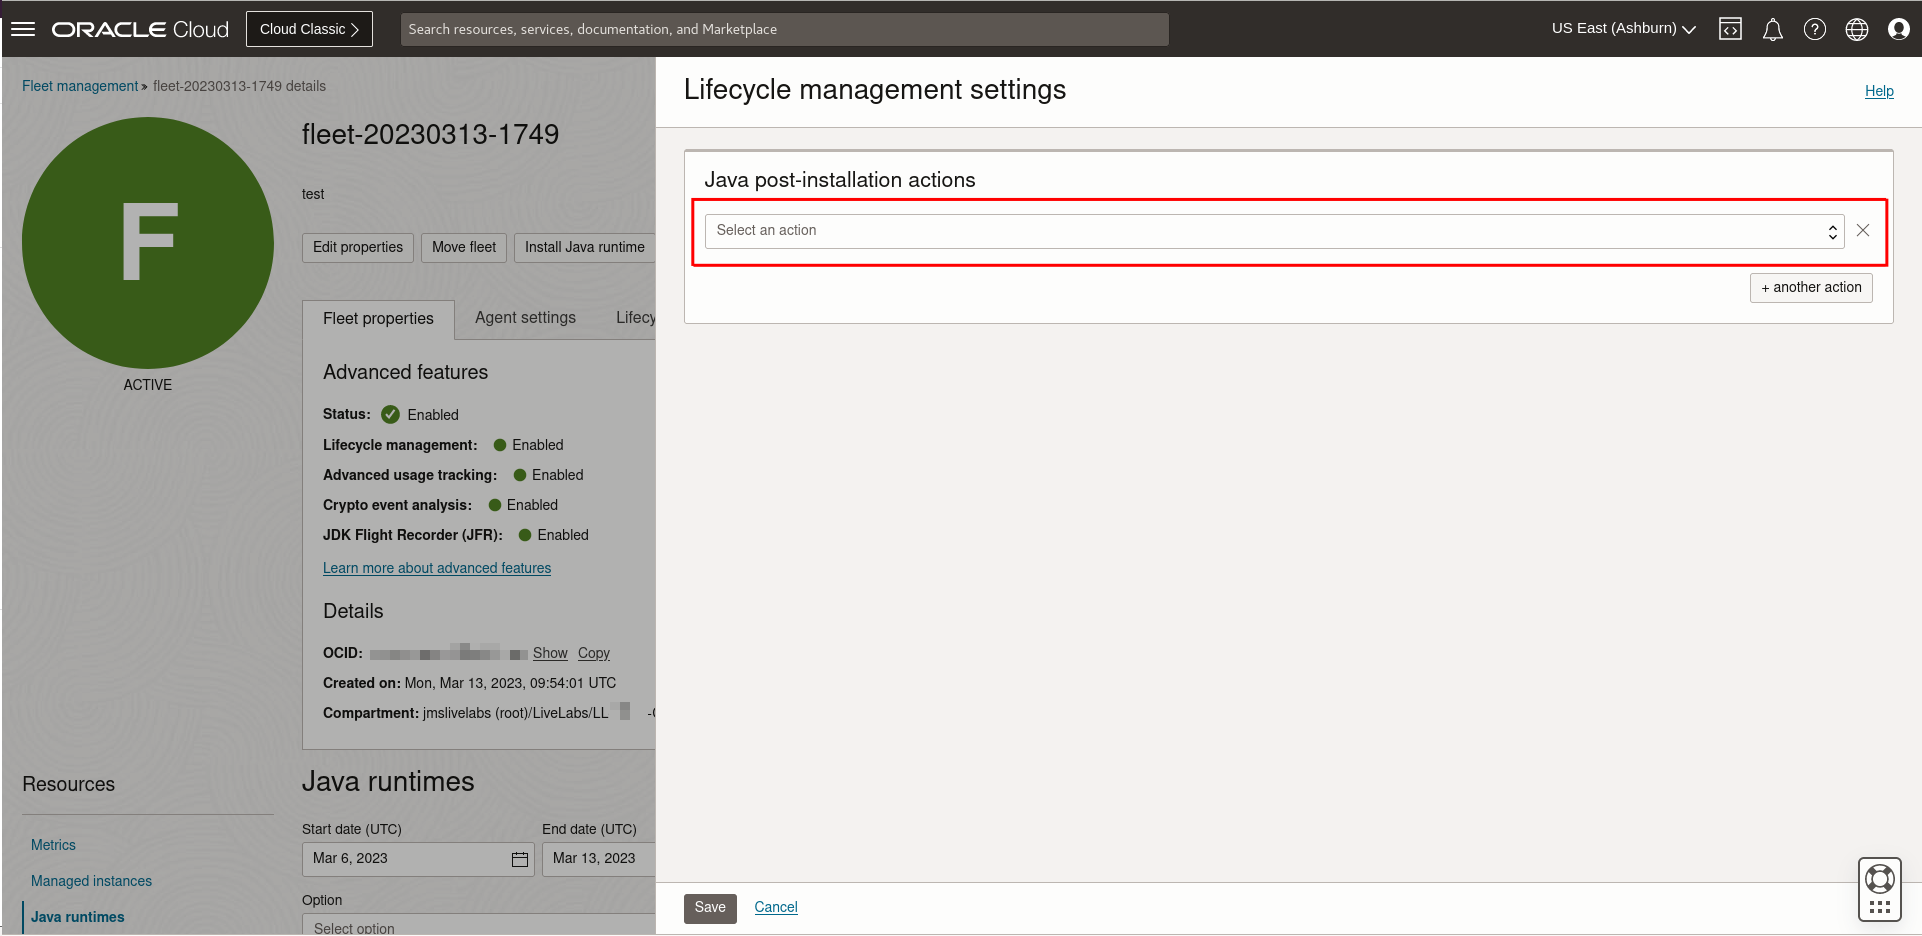 ORACLE Cloud
Cloud Classic
Search resources, services, documentation, and Marketplace
US East (Ashburn)
Fleet management » fleet-20230313-1749 details
F
ACTIVE
fleet-20230313-1749
test
Edit properties
Move fleet
Install Java runtime
Fleet properties
Agent settings
Lifecy
Advanced features
Status: Enabled
Lifecycle management: Enabled
Advanced usage tracking: Enabled
Crypto event analysis: Enabled
JDK Flight Recorder (JFR): Enabled
Learn more about advanced features
Details
OCID: Show Copy
Created on: Mon, Mar 13, 2023, 09:54:01 UTC
Compartment: jmslivelabs (root)/LiveLabs/LL
Resources
Metrics
Managed instances
Java runtimes
Java runtimes
Start date (UTC)
End date (UTC)
Mar 6, 2023
Mar 13, 2023
Option
Select option
Lifecycle management settings
Help
Java post-installation actions
Select an action
+ another action
Save
Cancel